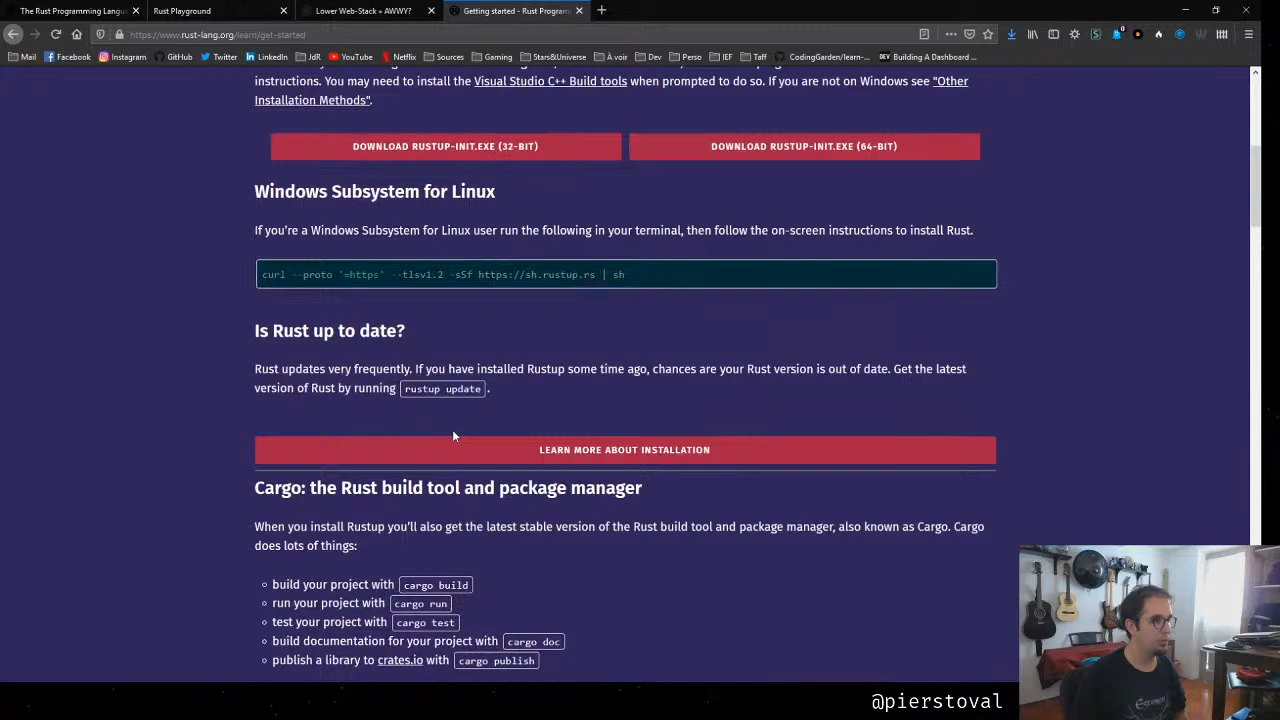 The Rust Programming Langu
Rust Playground
Lower Web-Stack = AWWY?
Getting started - Rust Programm
https://www.rust-lang.org/learn/get-started
Mail
Facebook
Instagram
GitHub
Twitter
LinkedIn
JdR
YouTube
Netflix
Sources
Gaming
Stars&Universe
À voir
Dev
Perso
IEF
Taff
CodingGarden/learn-...
Building A Dashboard ...
instructions. You may need to install the Visual Studio C++ Build tools when prompted to do so. If you are not on Windows see "Other
Installation Methods".
DOWNLOAD RUSTUP-INIT.EXE (32-BIT)
DOWNLOAD RUSTUP-INIT.EXE (64-BIT)
Windows Subsystem for Linux
If you're a Windows Subsystem for Linux user run the following in your terminal, then follow the on-screen instructions to install Rust.
curl --proto '=https' --tlsv1.2 -sSf https://sh.rustup.rs | sh
Is Rust up to date?
Rust updates very frequently. If you have installed Rustup some time ago, chances are your Rust version is out of date. Get the latest
version of Rust by running rustup update .
LEARN MORE ABOUT INSTALLATION
Cargo: the Rust build tool and package manager
When you install Rustup you'll also get the latest stable version of the Rust build tool and package manager, also known as Cargo. Cargo
does lots of things:
build your project with cargo build
run your project with cargo run
test your project with cargo test
build documentation for your project with cargo doc
publish a library to crates.io with cargo publish
@pierstoval